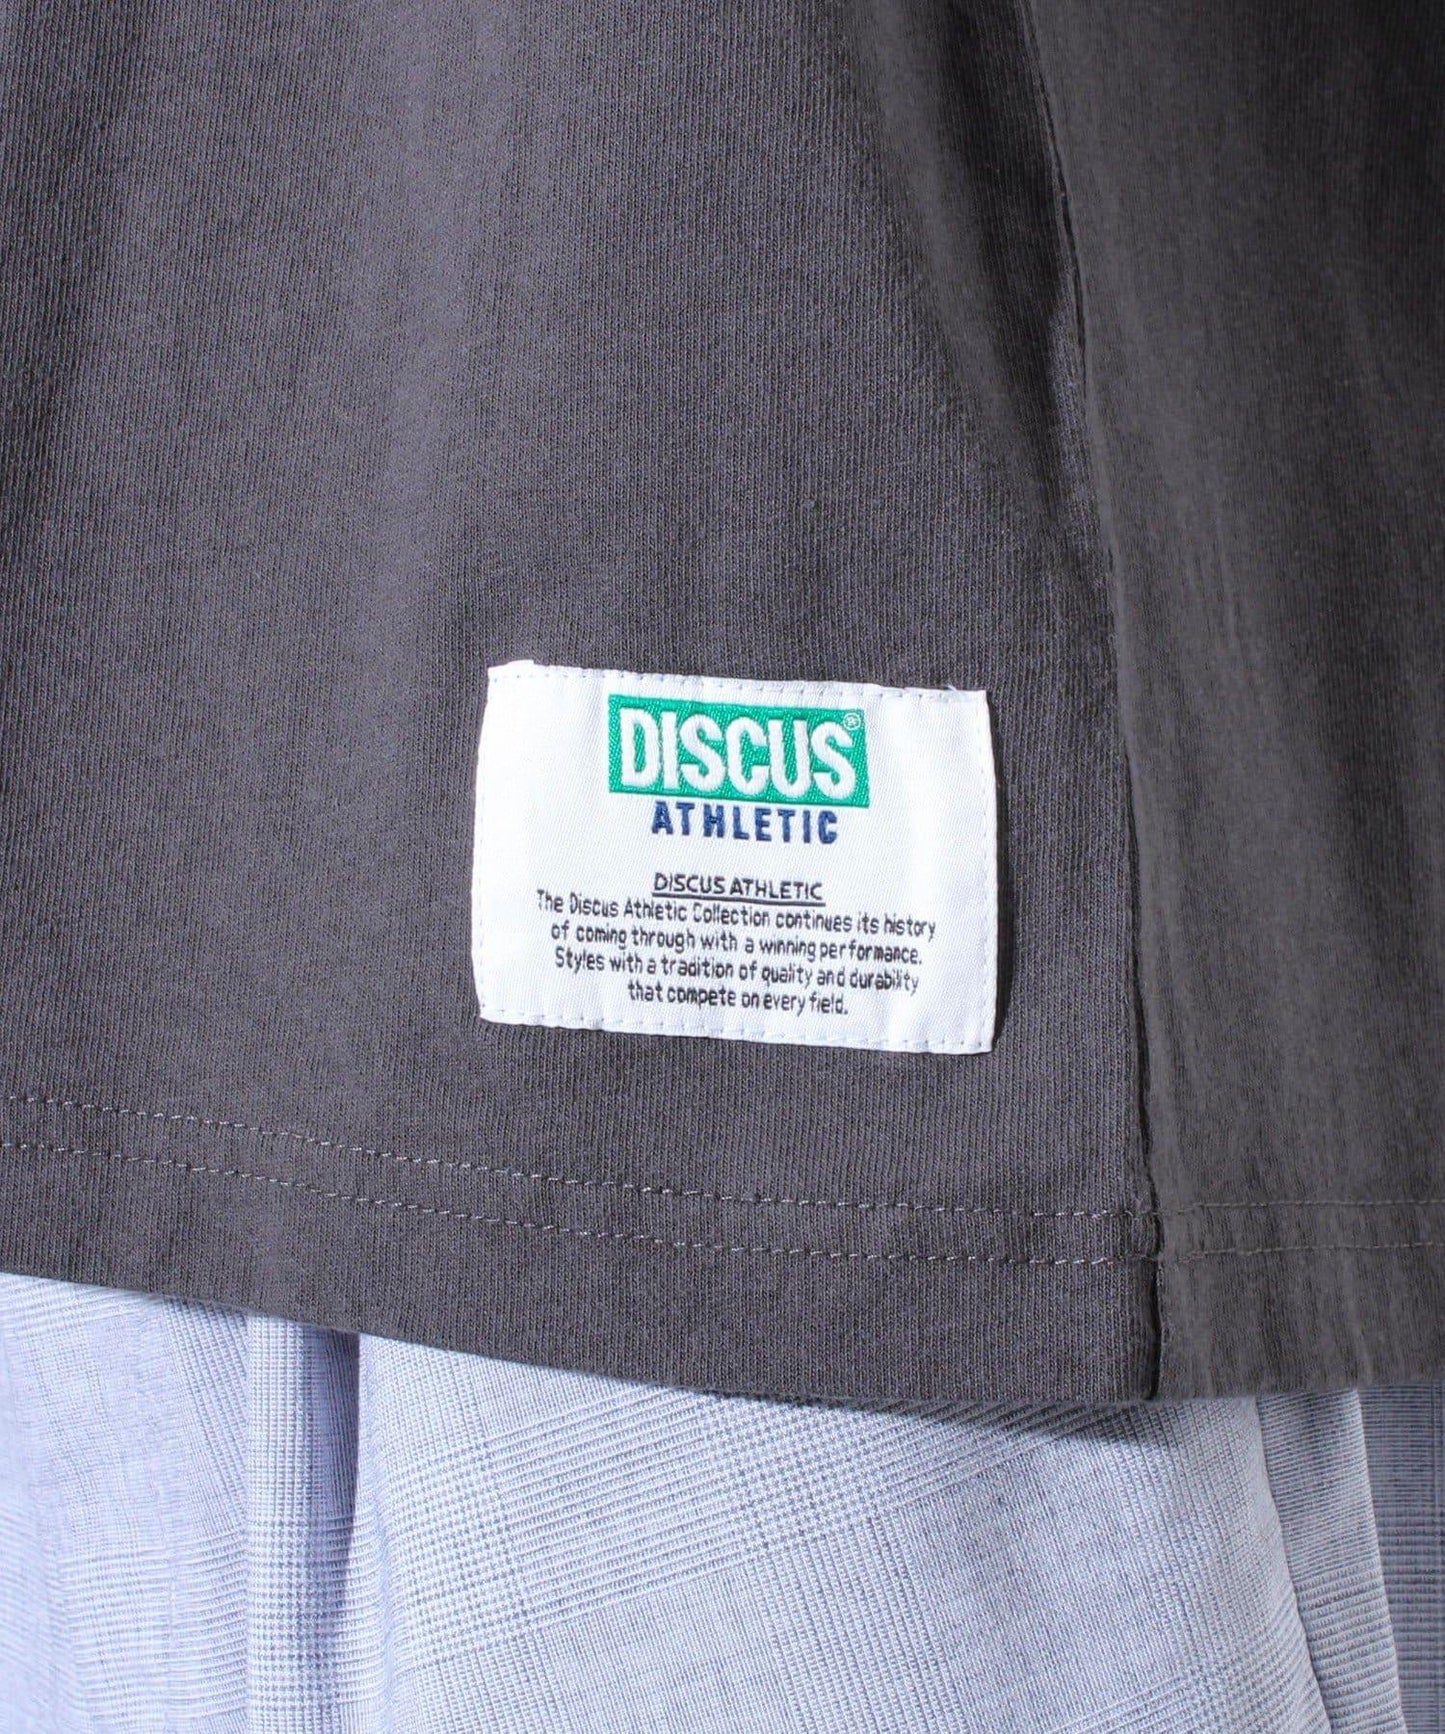 DISCUS®
ATHLETIC
DISCUS ATHLETIC
The Discus Athletic Collection continues its history
of coming through with a winning performance.
Styles with a tradition of quality and durability
that compete on every field.